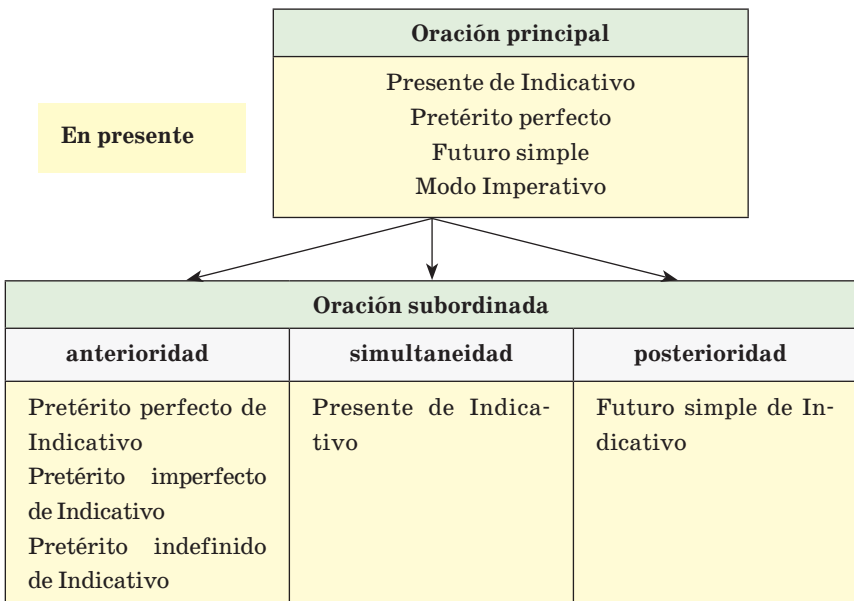 Oración principal
Presente de Indicativo
Pretérito perfecto
Futuro simple
Modo Imperativo
En presente
Oración subordinada
anterioridad
simultaneidad
posterioridad
Pretérito perfecto de
Indicativo
Pretérito imperfecto
de Indicativo
Pretérito indefinido
de Indicativo
Presente de Indica-
tivo
Futuro simple de In-
dicativo